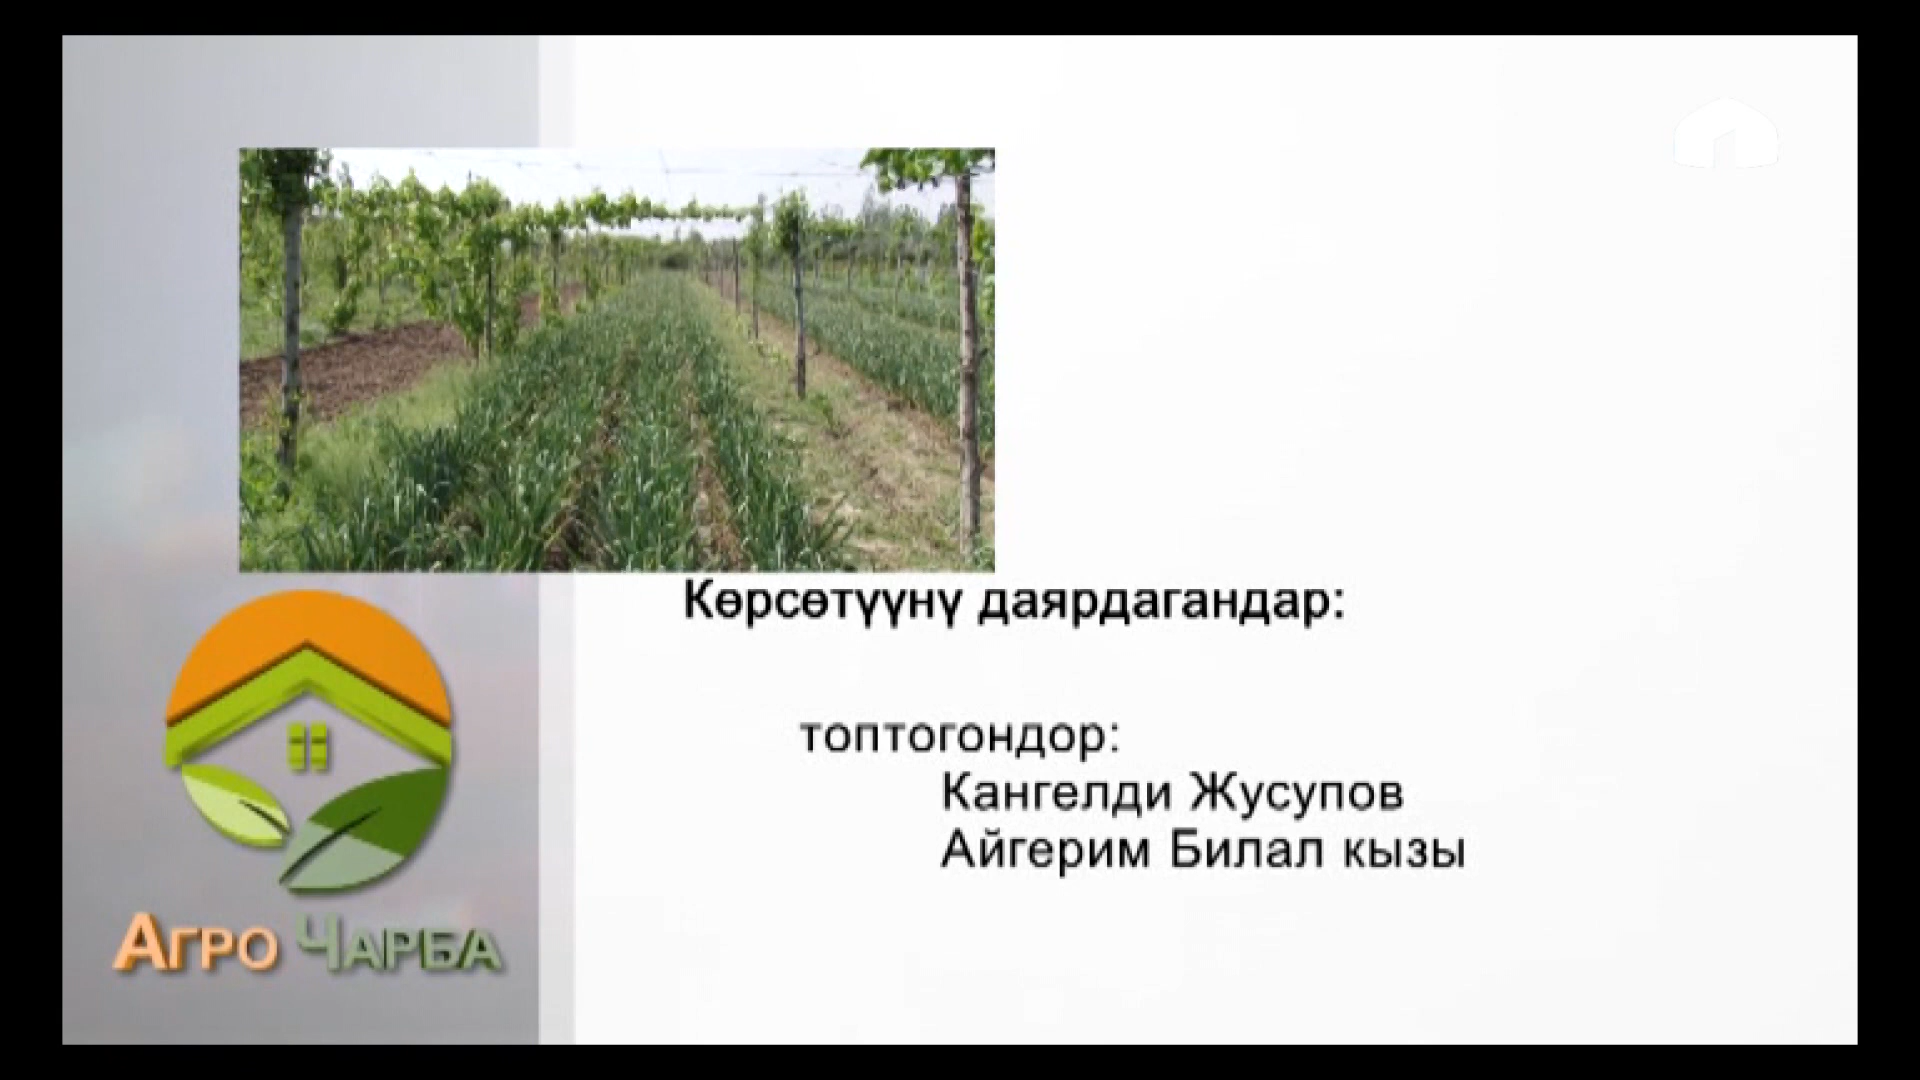 Көрсөтүүнү даярдагандар:
топтогондор:
Кангелди Жусупов
Айгерим Билал кызы
Агро Чарба